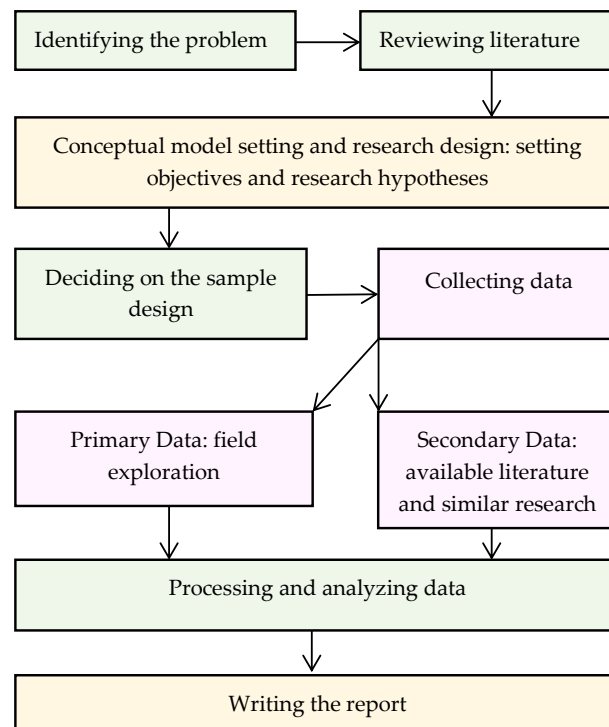 Identifying the problem
Reviewing literature
Conceptual model setting and research design: setting
objectives and research hypotheses
Deciding on the sample
design
Collecting data
Primary Data: field
exploration
Secondary Data:
available literature
and similar research
Processing and analyzing data
Writing the report